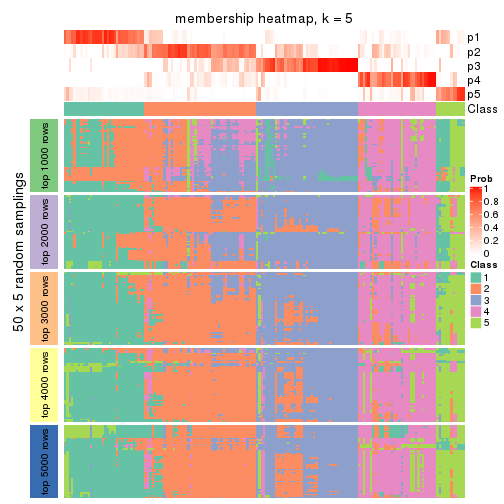 membership heatmap, k = 5
p1
p2
p3
p4
p5
Class
50 x 5 random samplings
top 1000 rows
top 2000 rows
top 3000 rows
top 4000 rows
top 5000 rows
Prob
1
0.8
0.6
0.4
0.2
0
Class
1
2
3
4
5